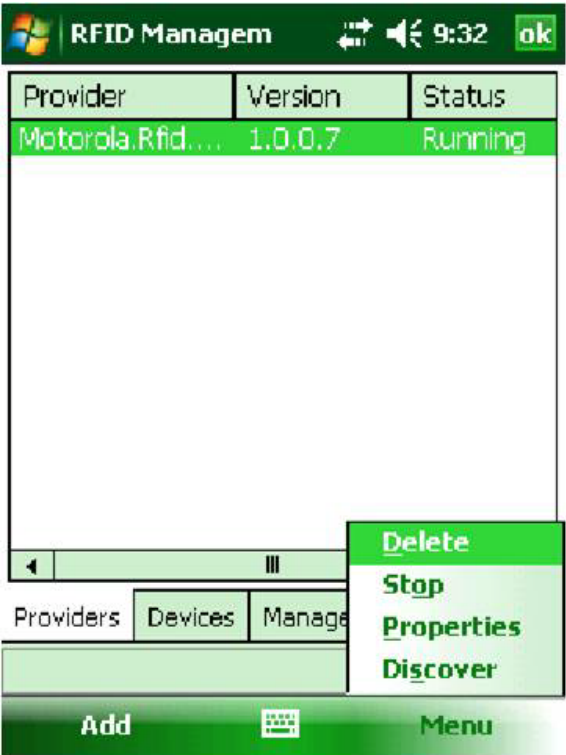 RFID Managem 9:32 ok
Provider Version Status
Motorola.Rfid.... 1.0.0.7 Running
Delete
Stop
Properties
Discover
Providers Devices Manage
Add Menu